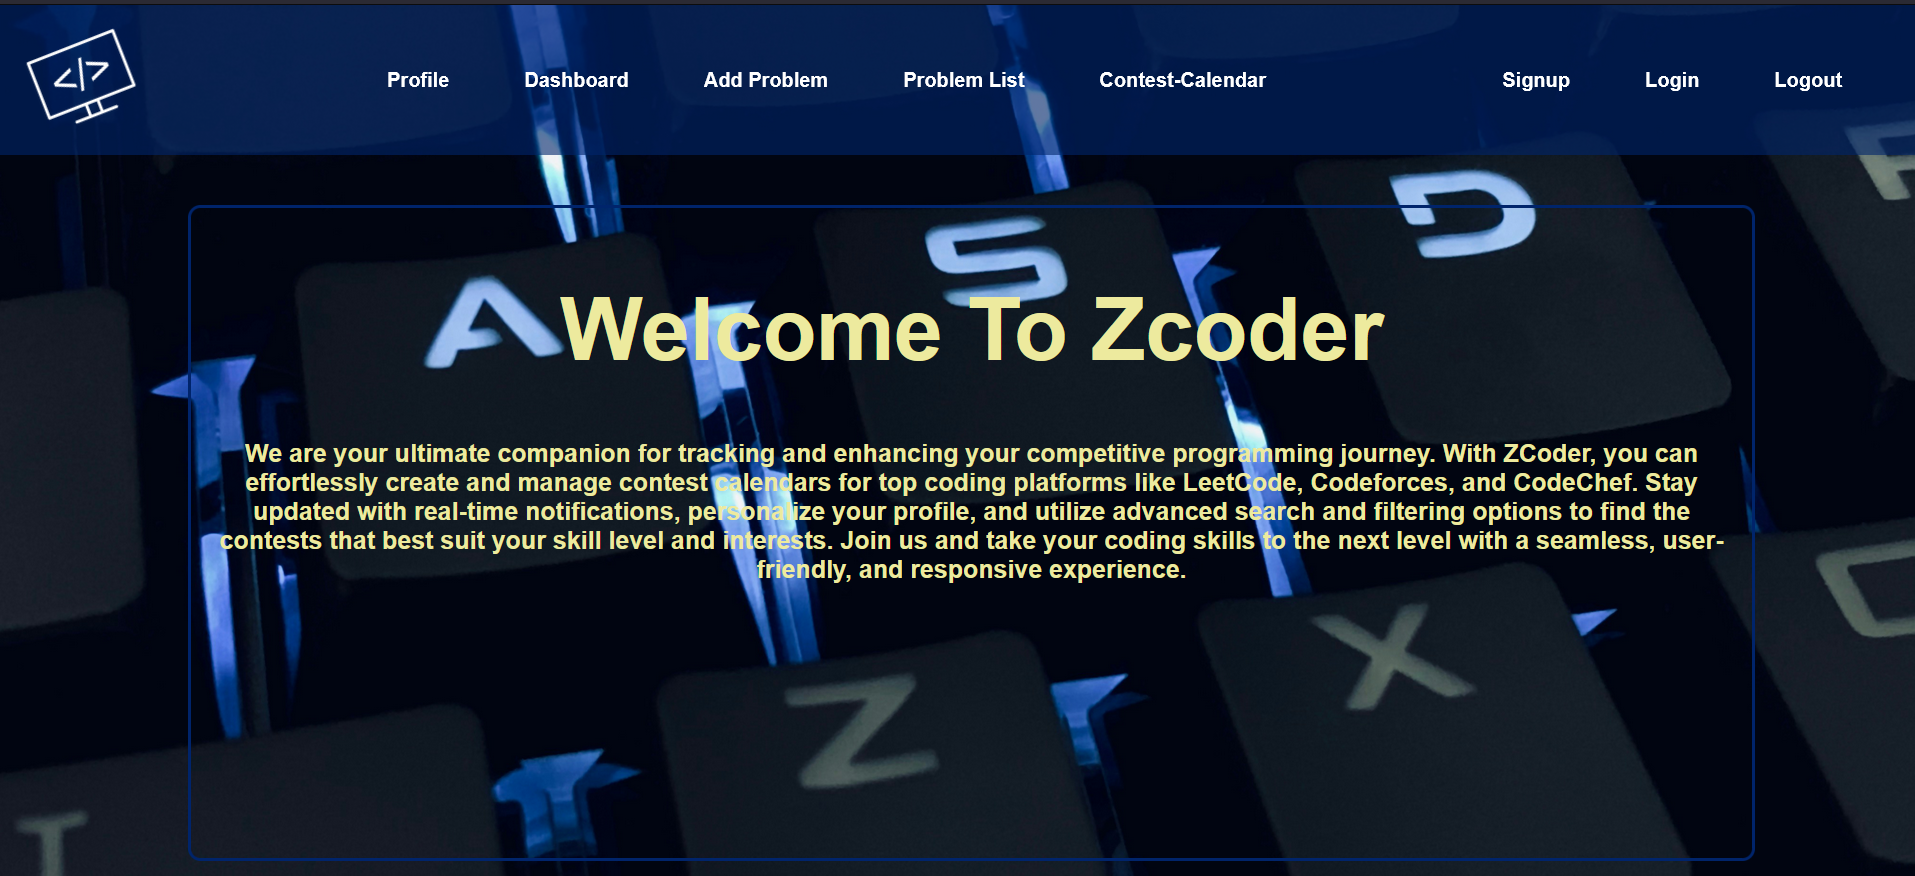 </>
Profile Dashboard Add Problem Problem List Contest-Calendar Signup Login Logout
A S D
Welcome To Zcoder
We are your ultimate companion for tracking and enhancing your competitive programming journey. With ZCoder, you can
effortlessly create and manage contest calendars for top coding platforms like LeetCode, Codeforces, and CodeChef. Stay
updated with real-time notifications, personalize your profile, and utilize advanced search and filtering options to find the
contests that best suit your skill level and interests. Join us and take your coding skills to the next level with a seamless, user-
friendly, and responsive experience.
Z X